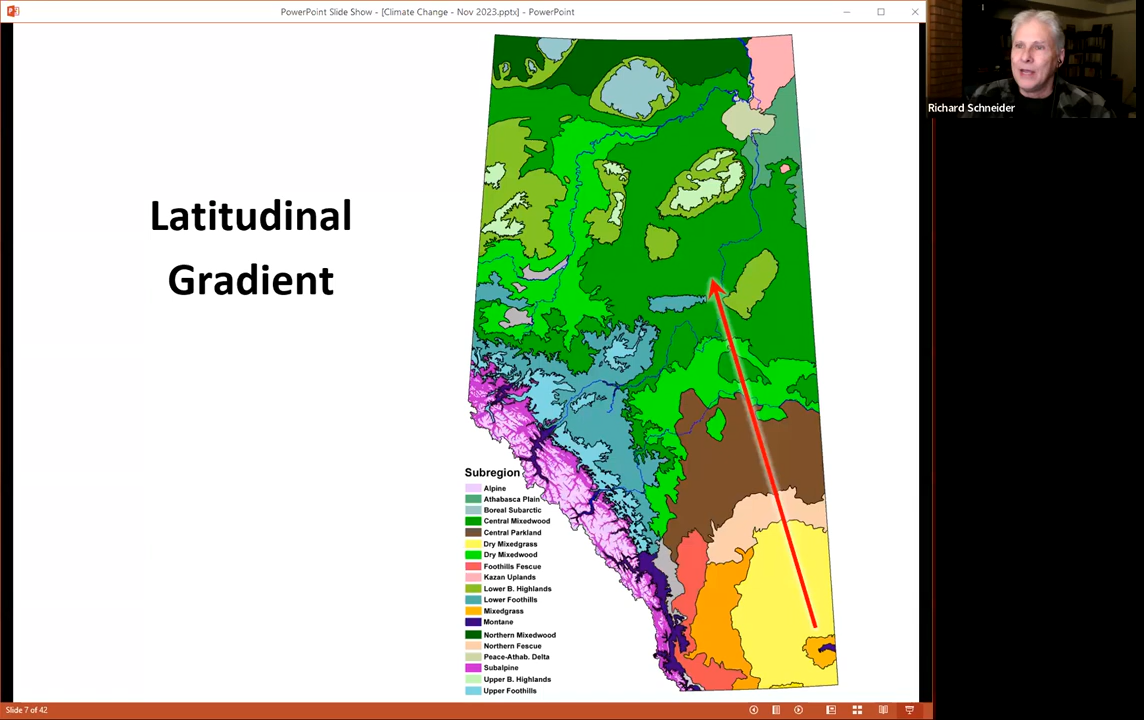 PowerPoint Slide Show - [Climate Change - Nov 2023.pptx] - PowerPoint
Richard Schneider
Latitudinal
Gradient
Subregion
Alpine
Athabasca Plain
Boreal Subarctic
Central Mixedwood
Central Parkland
Dry Mixedgrass
Dry Mixedwood
Foothills Fescue
Kazan Uplands
Lower B. Highlands
Lower Foothills
Mixedgrass
Montane
Northern Mixedwood
Northern Fescue
Peace-Athab. Delta
Subalpine
Upper B. Highlands
Upper Foothills
Slide 7 of 42